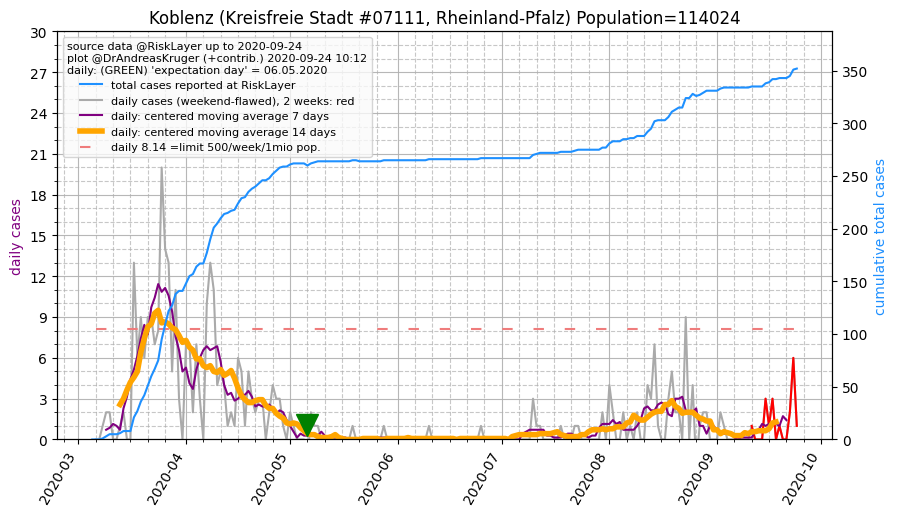 Koblenz (Kreisfreie Stadt #07111, Rheinland-Pfalz) Population=114024
source data @RiskLayer up to 2020-09-24
plot @DrAndreasKruger (+contrib.) 2020-09-24 10:12
daily: (GREEN) 'expectation day' = 06.05.2020
total cases reported at RiskLayer
daily cases (weekend-flawed), 2 weeks: red
daily: centered moving average 7 days
daily: centered moving average 14 days
daily 8.14 =limit 500/week/1mio pop.
daily cases
30
27
24
21
18
15
12
9
6
3
0
cumulative total cases
350
300
250
200
150
100
50
0
2020-03
2020-04
2020-05
2020-06
2020-07
2020-08
2020-09
2020-10